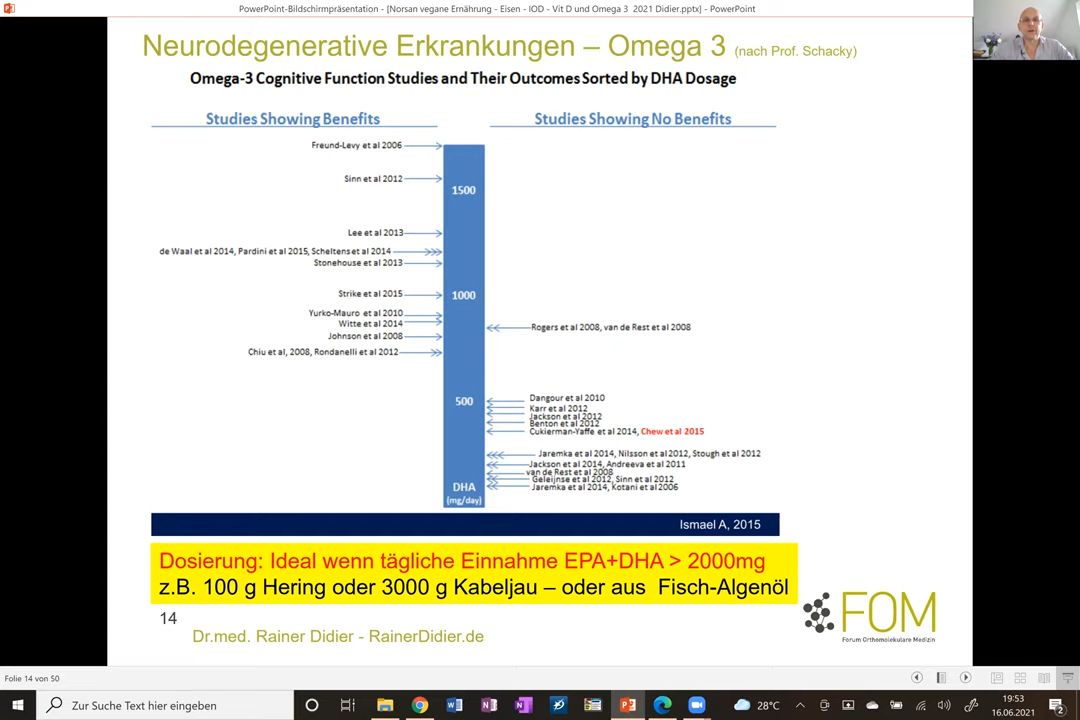 PowerPoint-Bildschirmpräsentation - [Norsan vegane Ernährung - Eisen - IOD - Vit D und Omega 3 2021 Didier.pptx] - PowerPoint
Neurodegenerative Erkrankungen – Omega 3 (nach Prof. Schacky)
Omega-3 Cognitive Function Studies and Their Outcomes Sorted by DHA Dosage
Studies Showing Benefits
Studies Showing No Benefits
Freund-Levy et al 2006
Sinn et al 2012
1500
Lee et al 2013
de Waal et al 2014, Pardini et al 2015, Scheltens et al 2014
Stonehouse et al 2013
Strike et al 2015
1000
Yurko-Mauro et al 2010
Witte et al 2014
Rogers et al 2008, van de Rest et al 2008
Johnson et al 2008
Chiu et al, 2008, Rondanelli et al 2012
Dangour et al 2010
500
Karr et al 2012
Jackson et al 2012
Benton et al 2012
Cukierman-Yaffe et al 2014, Chew et al 2015
Jaremka et al 2014, Nilsson et al 2012, Stough et al 2012
Jackson et al 2014, Andreeva et al 2011
van de Rest et al 2008
Geleijnse et al 2012, Sinn et al 2012
Jaremka et al 2014, Kotani et al 2006
DHA
(mg/day)
Ismael A, 2015
Dosierung: Ideal wenn tägliche Einnahme EPA+DHA > 2000mg
z.B. 100 g Hering oder 3000 g Kabeljau – oder aus Fisch-Algenöl
14
Dr.med. Rainer Didier - RainerDidier.de
FOM
Forum Orthomolekulare Medizin
Folie 14 von 50
Zur Suche Text hier eingeben
28°C
19:53
16.06.2021
2